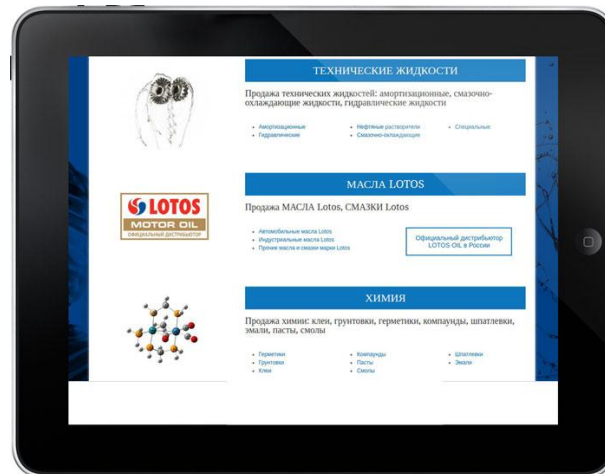 ТЕХНИЧЕСКИЕ ЖИДКОСТИ
Продажа технических жидкостей: амортизационные, смазочно-
охлаждающие жидкости, гидравлические жидкости
Амортизационные
Гидравлические
Нефтяные растворители
Смазочно-охлаждающие
Специальные
LOTOS
MOTOR OIL
ОФИЦИАЛЬНЫЙ ДИСТРИБЬЮТОР
МАСЛА LOTOS
Продажа МАСЛА Lotos, СМАЗКИ Lotos
Автомобильные масла Lotos
Индустриальные масла Lotos
Прочие масла и смазки марки Lotos
Официальный дистрибьютор
LOTOS OIL в России
ХИМИЯ
Продажа химии: клеи, грунтовки, герметики, компаунды, шпатлевки,
эмали, пасты, смолы
Герметики
Грунтовки
Клеи
Компаунды
Пасты
Смолы
Шпатлевки
Эмали